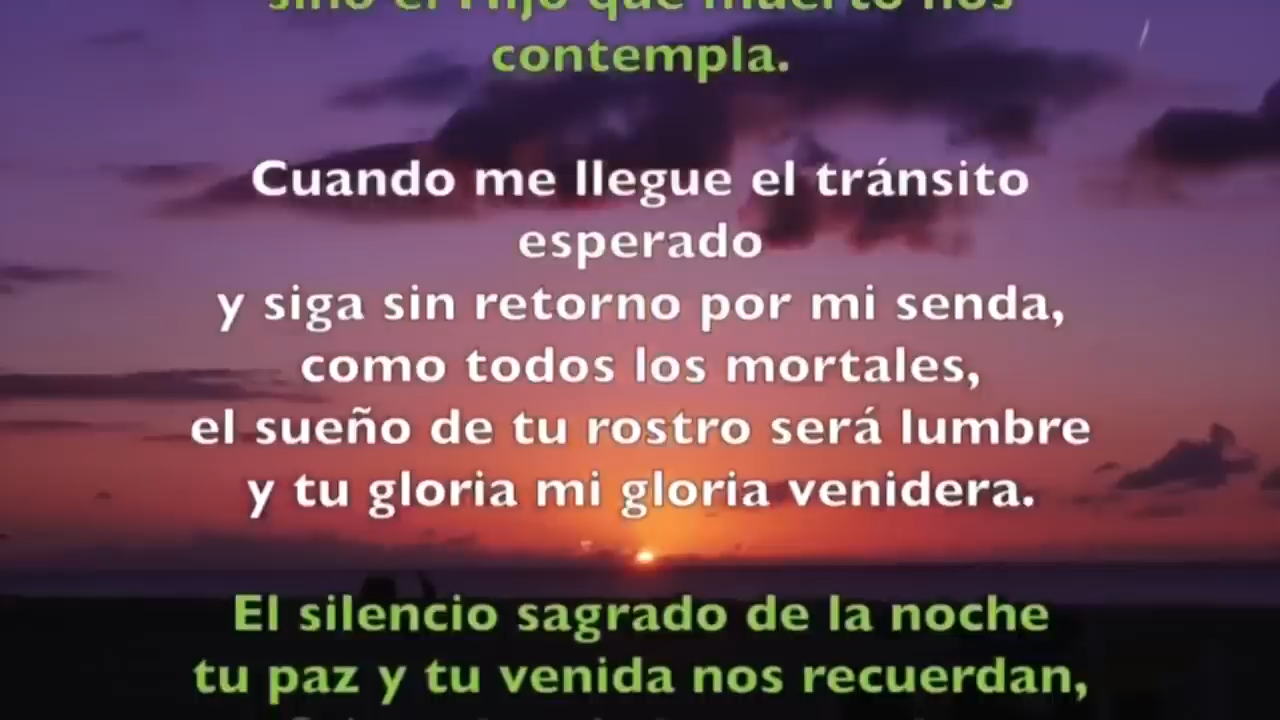 sino el Hijo que muerto nos
contempla.
Cuando me llegue el tránsito
esperado
y siga sin retorno por mi senda,
como todos los mortales,
el sueño de tu rostro será lumbre
y tu gloria mi gloria venidera.
El silencio sagrado de la noche
tu paz y tu venida nos recuerdan,